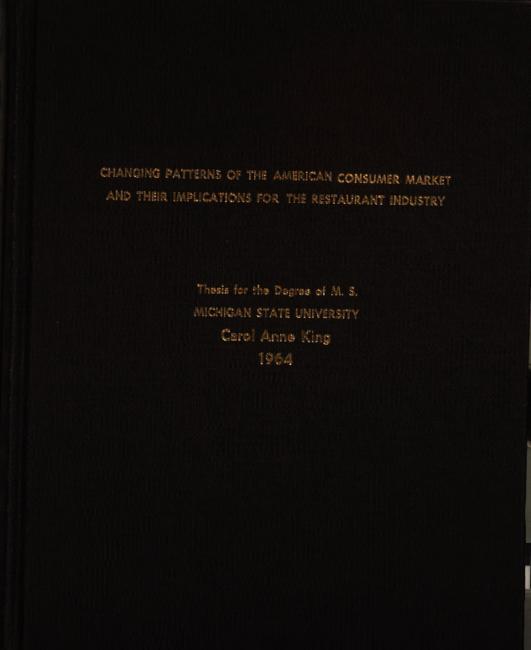 CHANGING PATTERNS OF THE AMERICAN CONSUMER MARKET
AND THEIR IMPLICATIONS FOR THE RESTAURANT INDUSTRY
Thesis for the Degree of M. S.
MICHIGAN STATE UNIVERSITY
Carol Anne King
1964